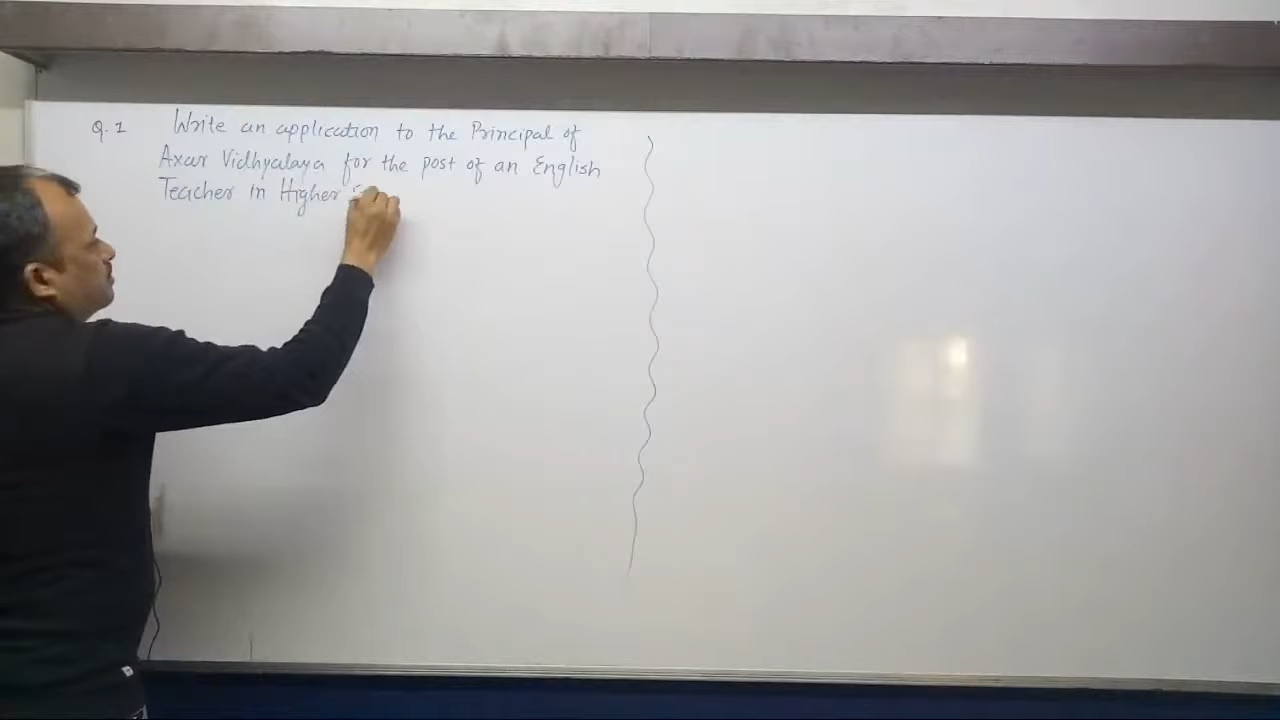 Q.1 Write an application to the Principal of
Axar Vidhyalaya for the post of an English
Teacher in Higher